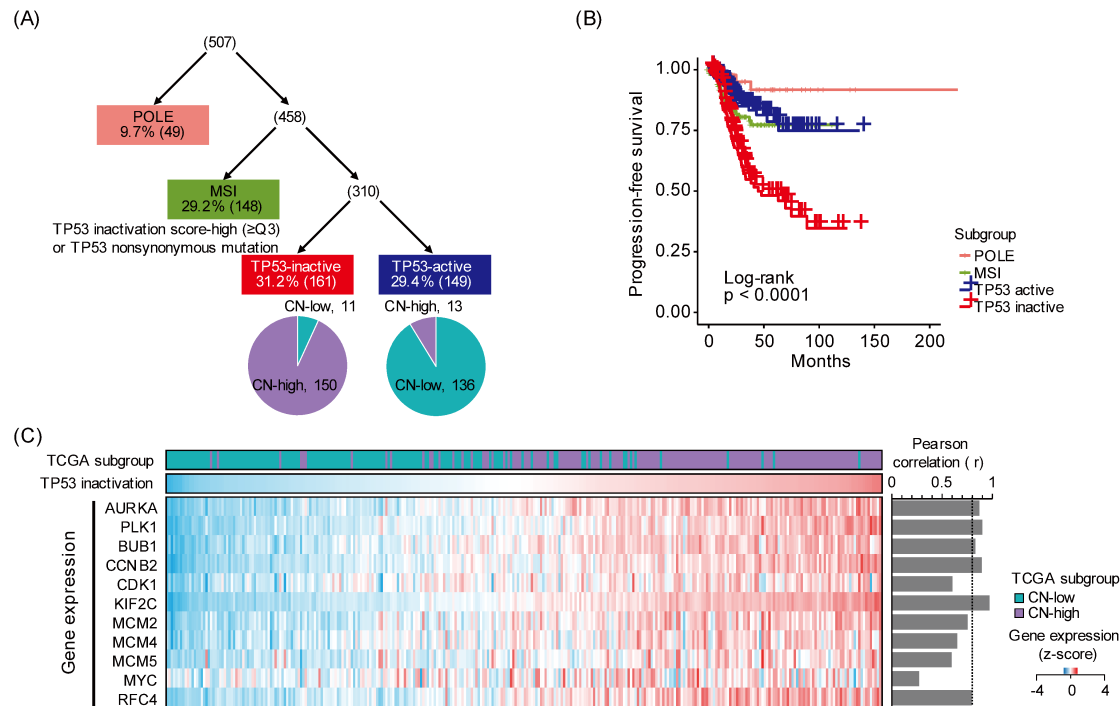 (A)
(507)
POLE
9.7% (49)
(458)
MSI
29.2% (148)
(310)
TP53 inactivation score-high (≥Q3)
or TP53 nonsynonymous mutation
TP53-inactive
31.2% (161)
TP53-active
29.4% (149)
CN-low, 11
CN-high, 13
CN-high, 150
CN-low, 136
(B)
Progression-free survival
1.00
0.75
0.50
0.25
0.00
Log-rank
p < 0.0001
0 50 100 150 200
Months
Subgroup
POLE
MSI
TP53 active
TP53 inactive
(C)
TCGA subgroup
TP53 inactivation
Gene expression
AURKA
PLK1
BUB1
CCNB2
CDK1
KIF2C
MCM2
MCM4
MCM5
MYC
RFC4
Pearson
correlation ( r)
0 0.5 1
TCGA subgroup
CN-low
CN-high
Gene expression
(z-score)
-4 0 4